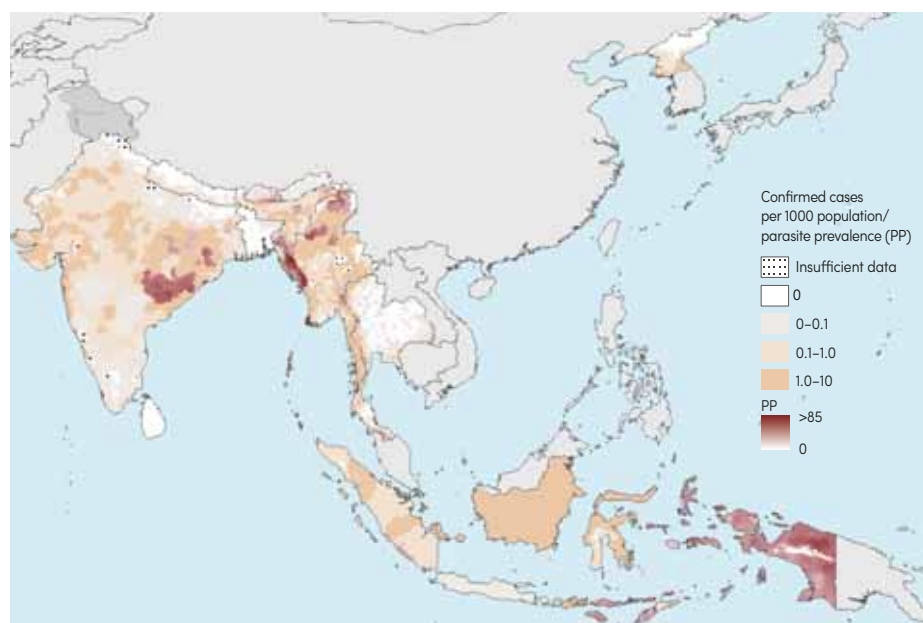 Confirmed cases
per 1000 population/
parasite prevalence (PP)
Insufficient data
0
0–0.1
0.1–1.0
1.0–10
PP
>85
0